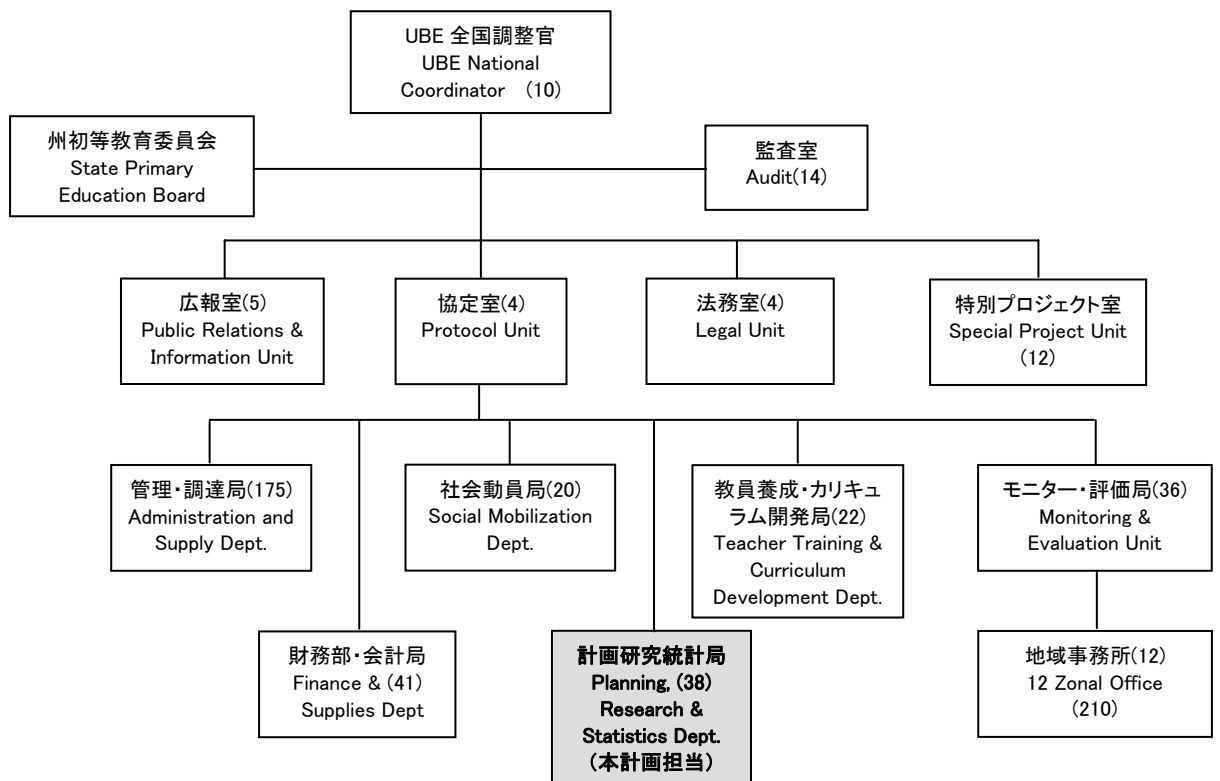 UBE 全国調整官
UBE National
Coordinator (10)
州初等教育委員会
State Primary
Education Board
監査室
Audit(14)
広報室(5)
Public Relations &
Information Unit
協定室(4)
Protocol Unit
法務室(4)
Legal Unit
特別プロジェクト室
Special Project Unit
(12)
管理・調達局(175)
Administration and
Supply Dept.
社会動員局(20)
Social Mobilization
Dept.
教員養成・カリキュ
ラム開発局(22)
Teacher Training &
Curriculum
Development Dept.
モニター・評価局(36)
Monitoring &
Evaluation Unit
財務部・会計局
Finance & (41)
Supplies Dept
計画研究統計局
Planning, (38)
Research &
Statistics Dept.
(本計画担当)
地域事務所(12)
12 Zonal Office
(210)